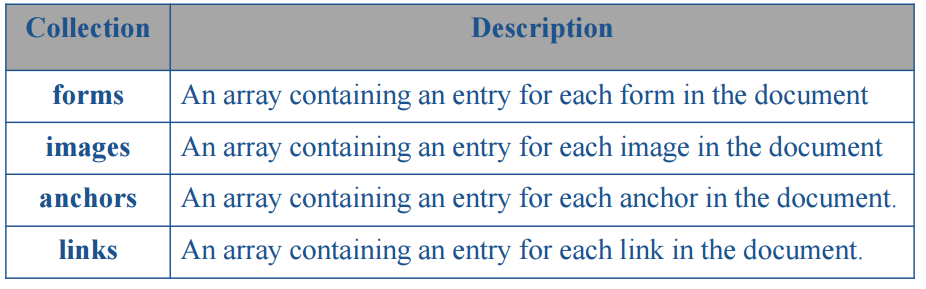 Collection Description
forms An array containing an entry for each form in the document
images An array containing an entry for each image in the document
anchors An array containing an entry for each anchor in the document.
links An array containing an entry for each link in the document.